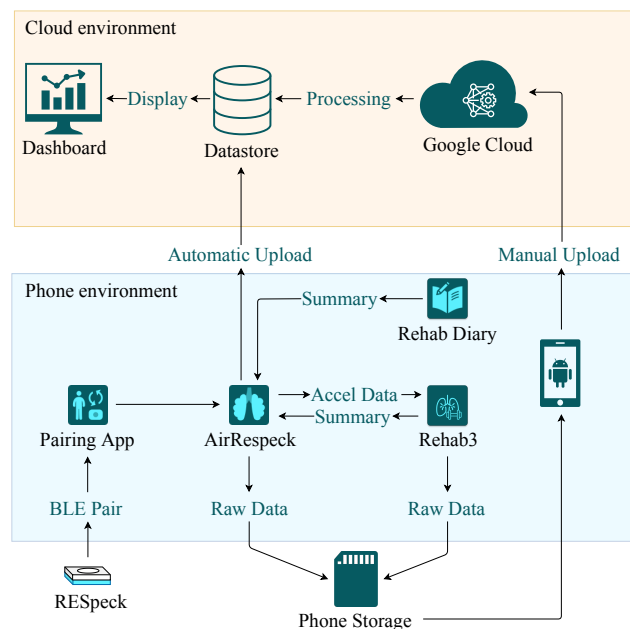 Cloud environment
Display
Processing
Dashboard
Datastore
Google Cloud
Automatic Upload
Manual Upload
Phone environment
Summary
Rehab Diary
Accel Data
Summary
Pairing App
AirRespeck
Rehab3
BLE Pair
Raw Data
Raw Data
RESpeck
Phone Storage